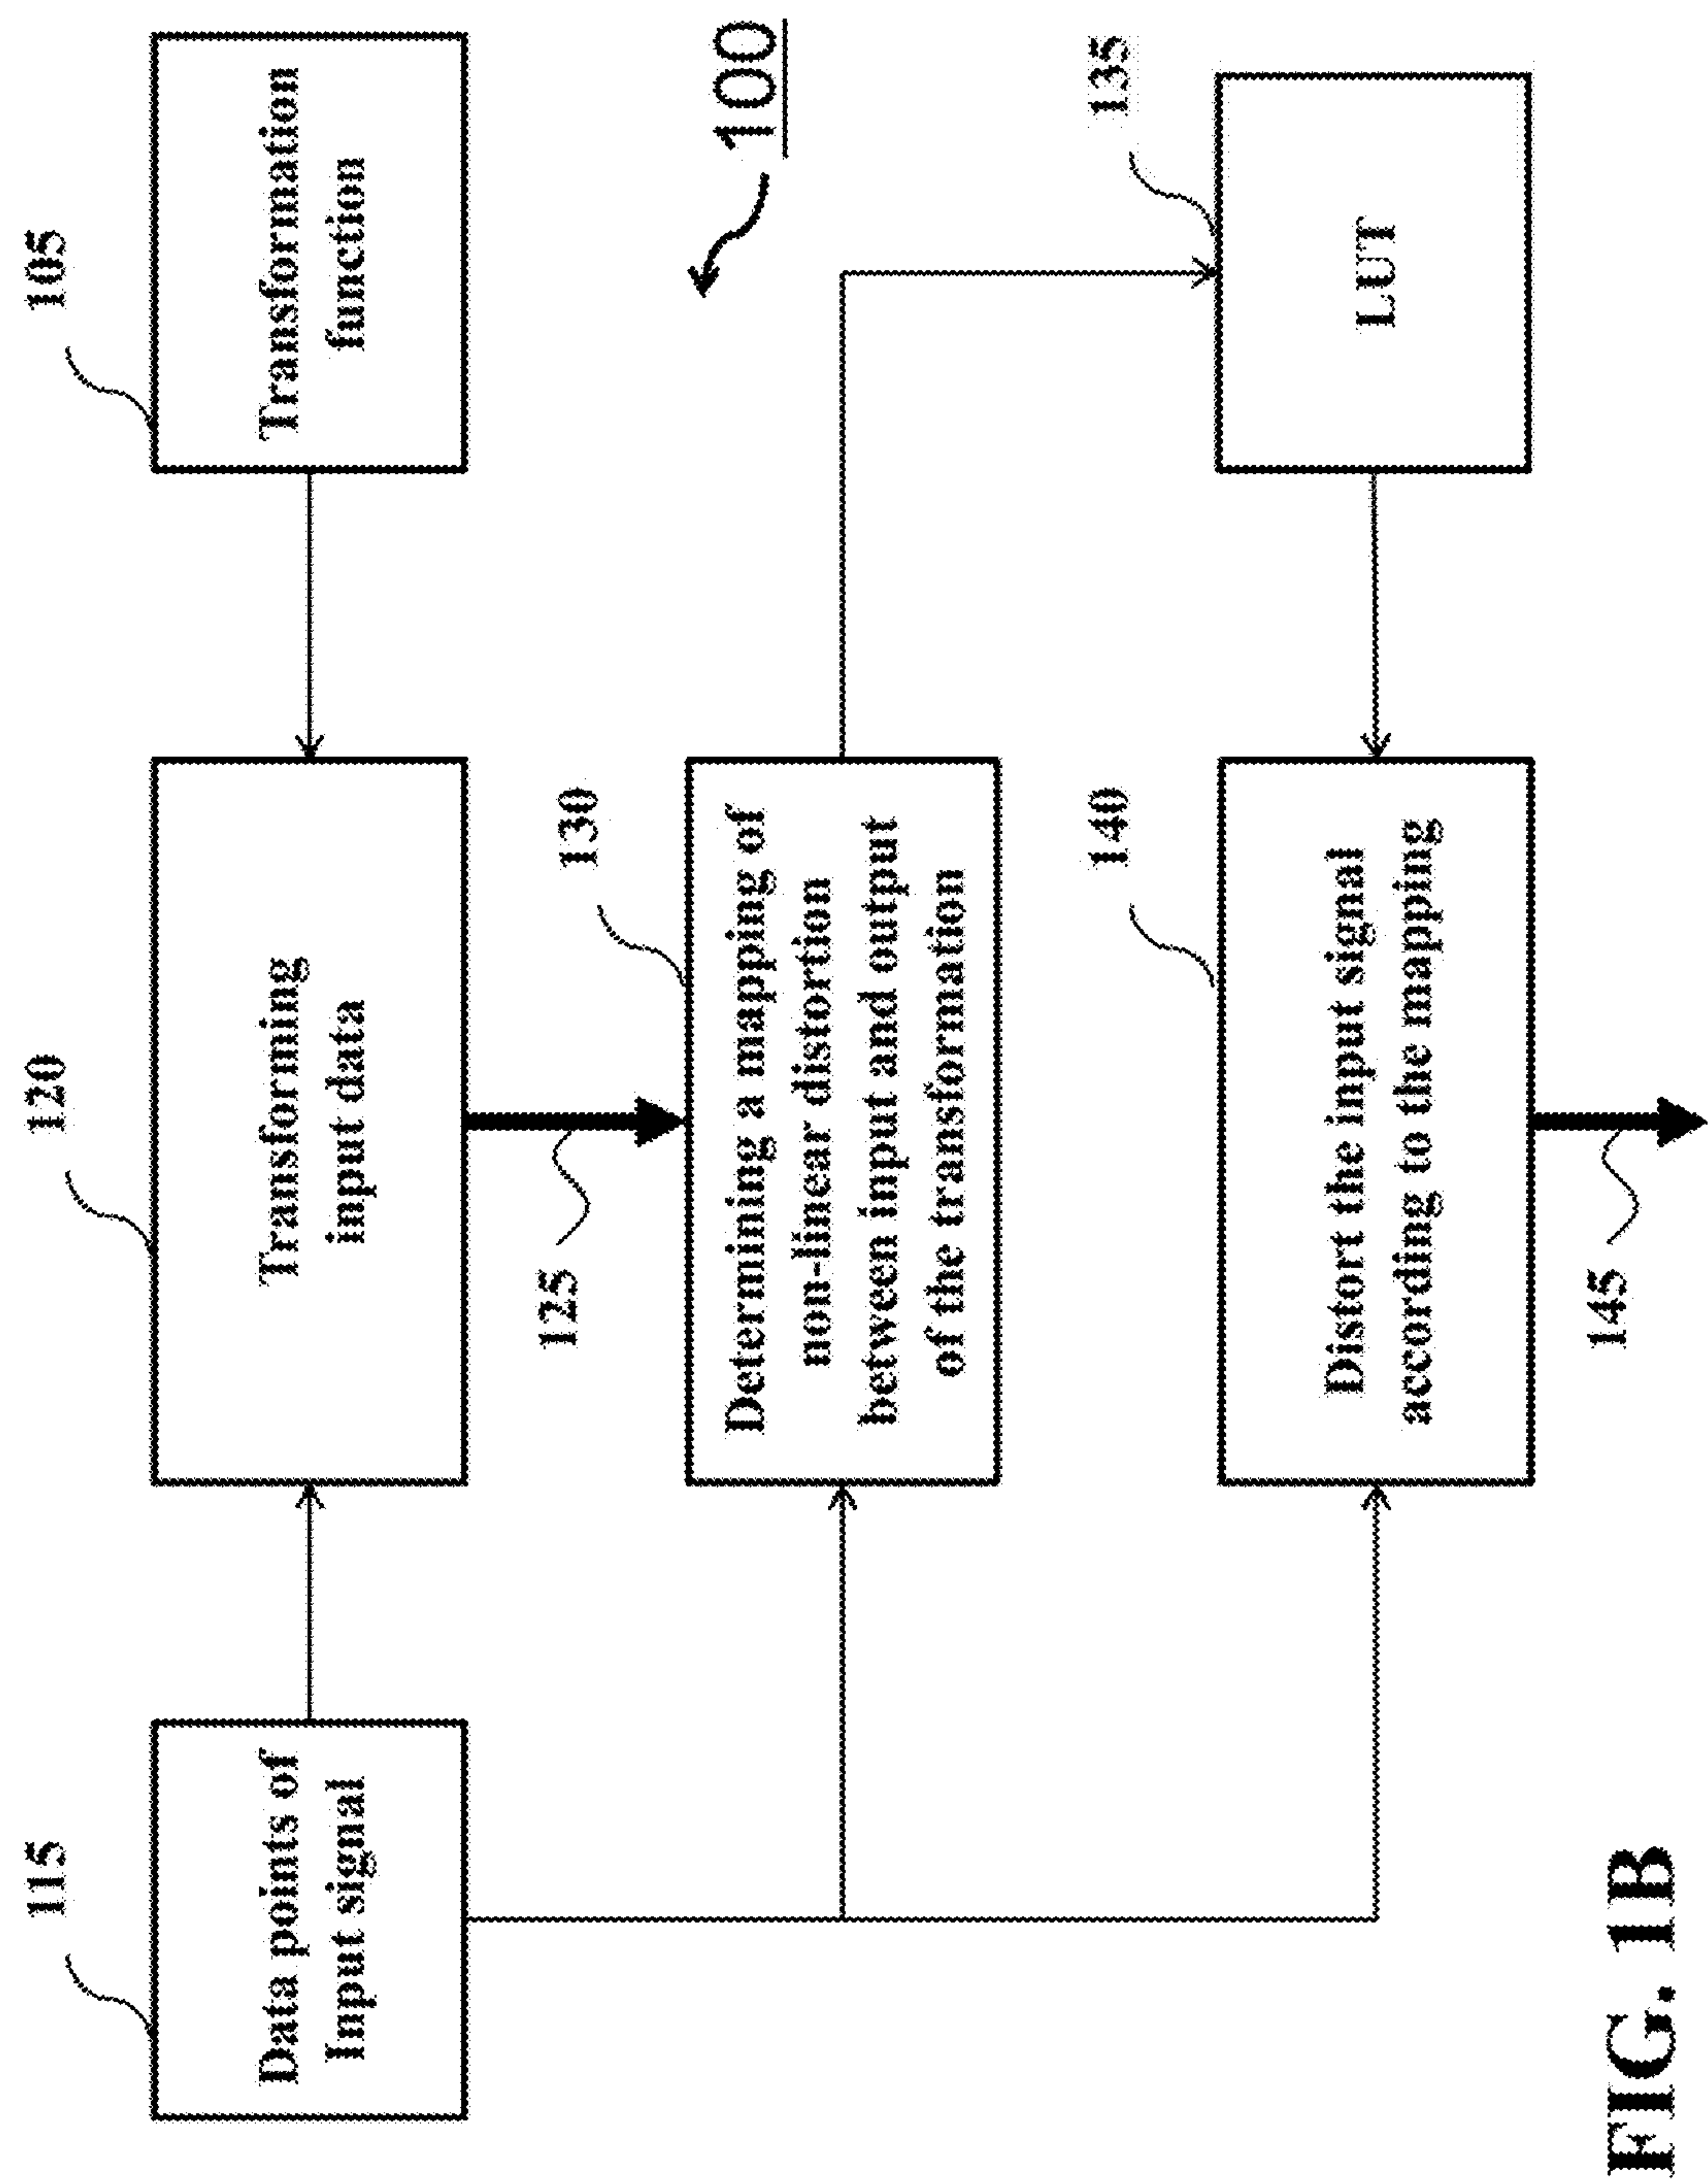 115
120
105
Data points of
Input signal
Transforming
input data
Transformation
function
125
130
100
Determining a mapping of
non-linear distortion
between input and output
of the transformation
140
135
Distort the input signal
according to the mapping
LUT
145
FIG. 1B